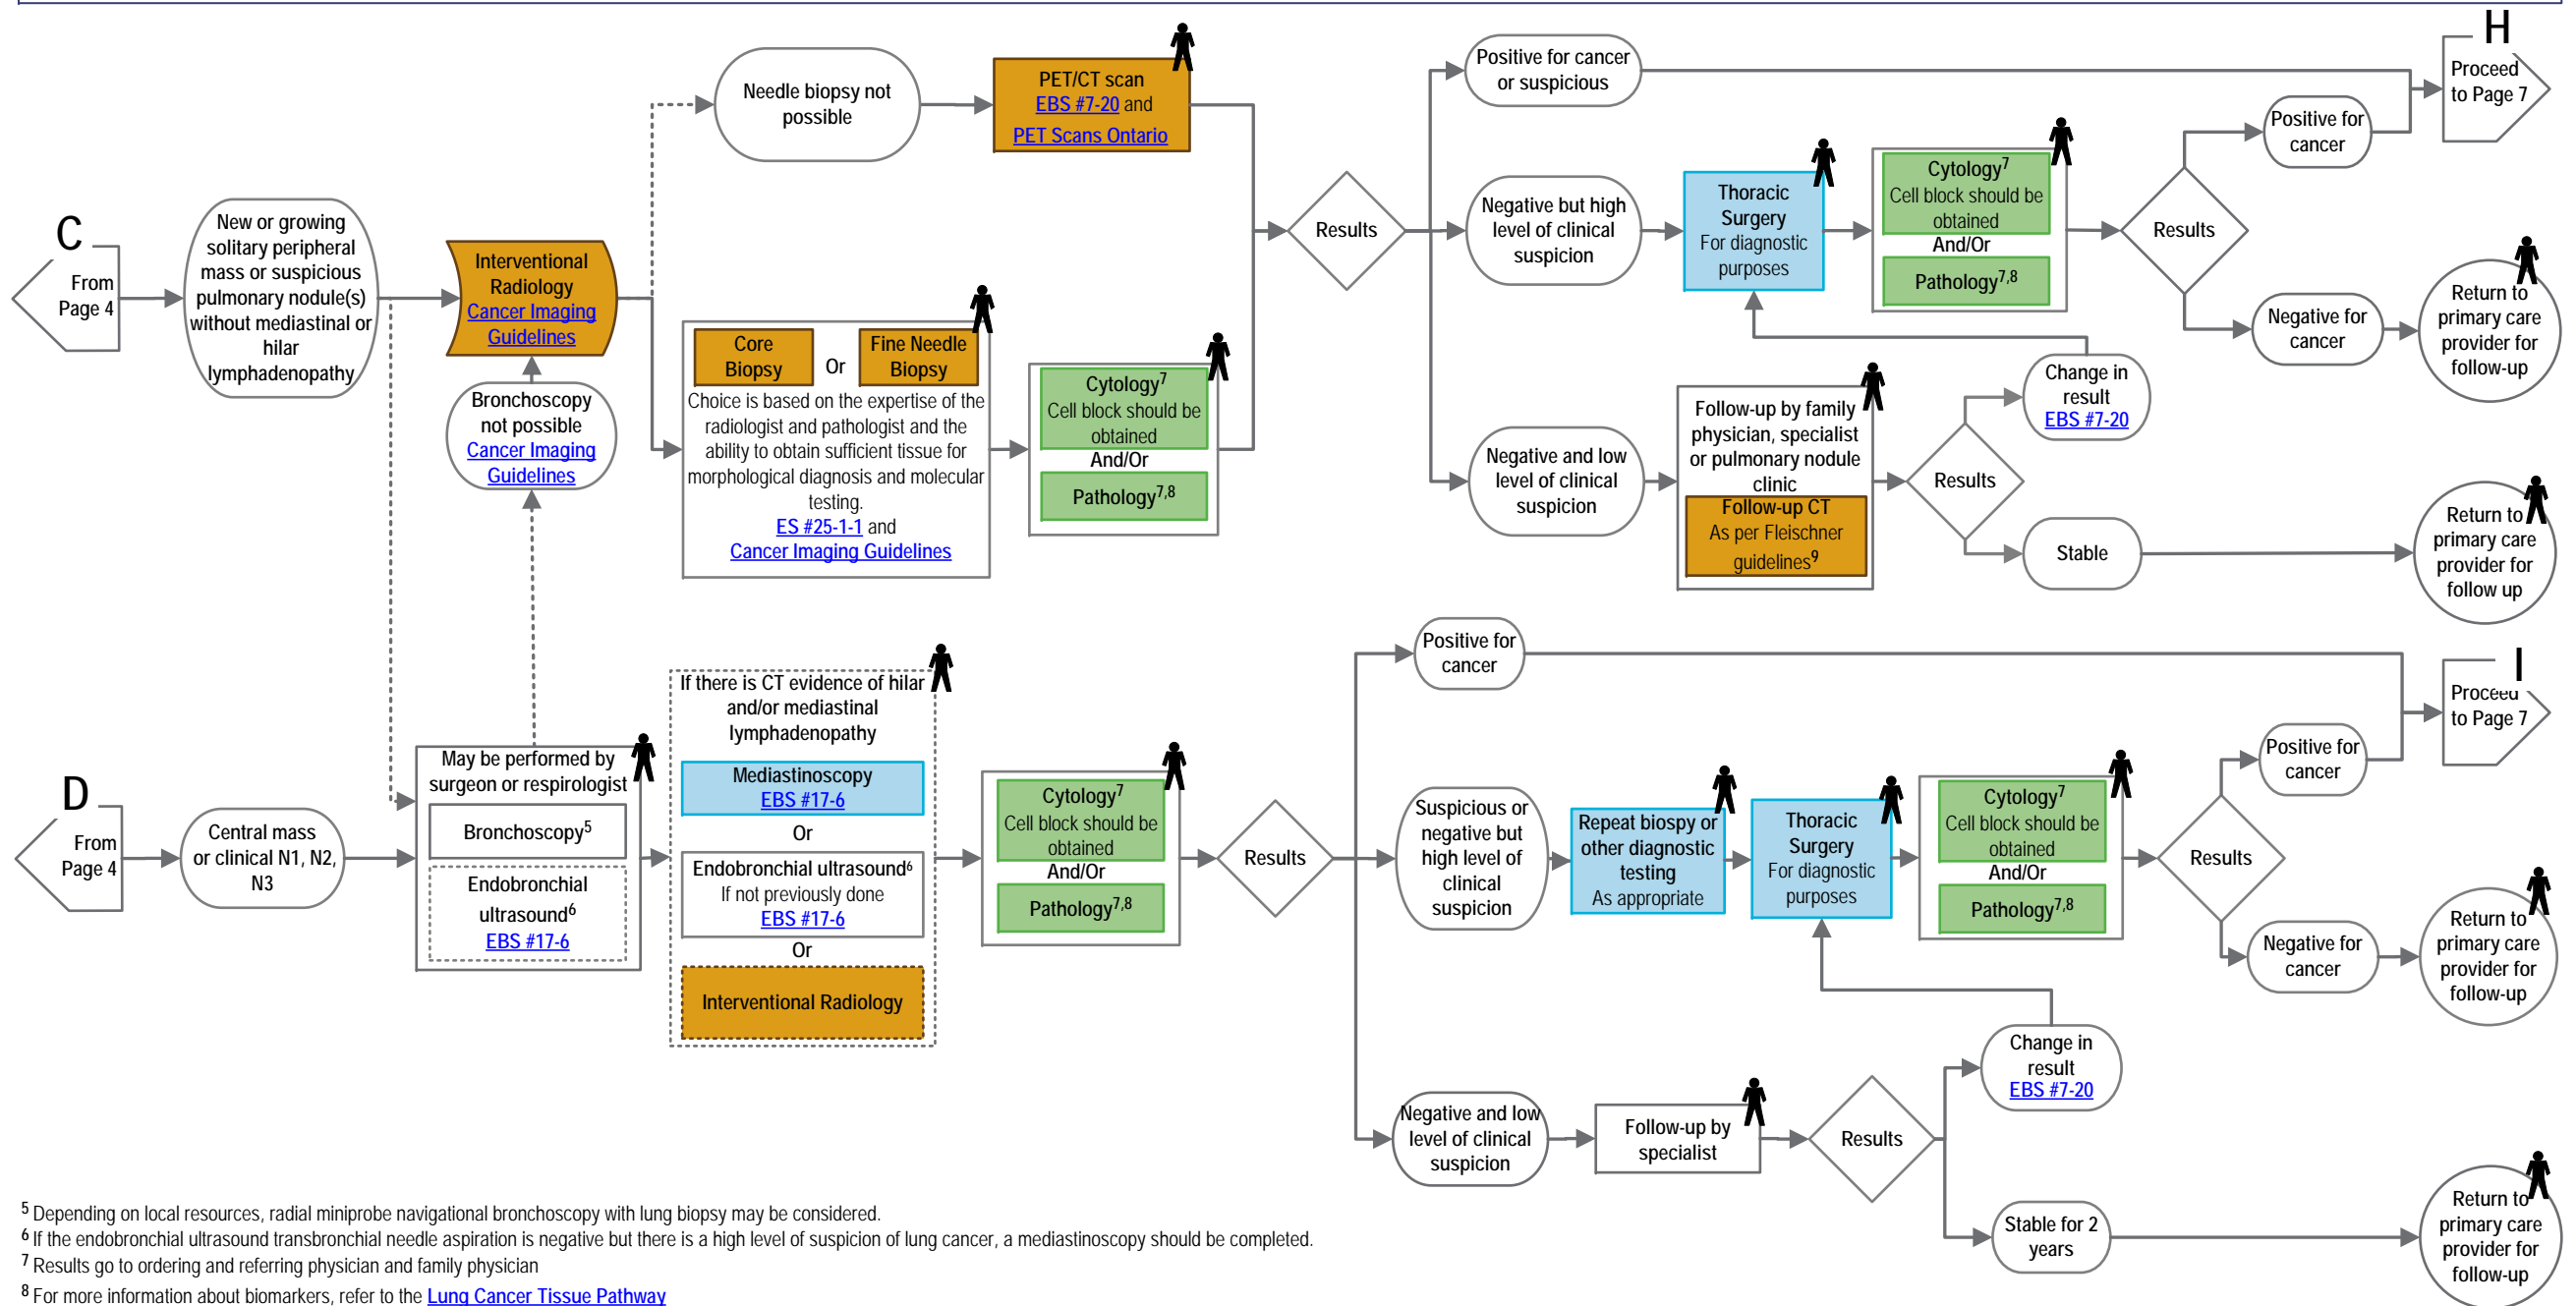 C
From
Page 4
New or growing
solitary peripheral
mass or suspicious
pulmonary nodule(s)
without mediastinal or
hilar
lymphadenopathy
Interventional
Radiology
Cancer Imaging
Guidelines
Bronchoscopy
not possible
Cancer Imaging
Guidelines
Needle biopsy not
possible
PET/CT scan
EBS #7-20 and
PET Scans Ontario
Core
Biopsy
Or
Fine Needle
Biopsy
Choice is based on the expertise of the
radiologist and pathologist and the
ability to obtain sufficient tissue for
morphological diagnosis and molecular
testing.
ES #25-1-1 and
Cancer Imaging Guidelines
Cytology7
Cell block should be
obtained
And/Or
Pathology7,8
Results
Positive for cancer
or suspicious
Negative but high
level of clinical
suspicion
Thoracic
Surgery
For diagnostic
purposes
Cytology7
Cell block should be
obtained
And/Or
Pathology7,8
Results
Positive for
cancer
H
Proceed
to Page 7
Negative for
cancer
Return to
primary care
provider for
follow-up
Negative and low
level of clinical
suspicion
Follow-up by family
physician, specialist
or pulmonary nodule
clinic
Follow-up CT
As per Fleischner
guidelines9
Results
Change in
result
EBS #7-20
Stable
Return to
primary care
provider for
follow up
D
From
Page 4
Central mass
or clinical N1, N2,
N3
May be performed by
surgeon or respirologist
Bronchoscopy5
Endobronchial
ultrasound6
EBS #17-6
If there is CT evidence of hilar
and/or mediastinal
lymphadenopathy
Mediastinoscopy
EBS #17-6
Or
Endobronchial ultrasound6
If not previously done
EBS #17-6
Or
Interventional Radiology
Cytology7
Cell block should be
obtained
And/Or
Pathology7,8
Results
Positive for
cancer
Suspicious or
negative but
high level of
clinical
suspicion
Repeat biospy or
other diagnostic
testing
As appropriate
Thoracic
Surgery
For diagnostic
purposes
Cytology7
Cell block should be
obtained
And/Or
Pathology7,8
Results
Positive for
cancer
I
Proceed
to Page 7
Negative for
cancer
Return to
primary care
provider for
follow-up
Negative and low
level of clinical
suspicion
Follow-up by
specialist
Results
Change in
result
EBS #7-20
Stable for 2
years
Return to
primary care
provider for
follow-up
5 Depending on local resources, radial miniprobe navigational bronchoscopy with lung biopsy may be considered.
6 If the endobronchial ultrasound transbronchial needle aspiration is negative but there is a high level of suspicion of lung cancer, a mediastinoscopy should be completed.
7 Results go to ordering and referring physician and family physician
8 For more information about biomarkers, refer to the Lung Cancer Tissue Pathway